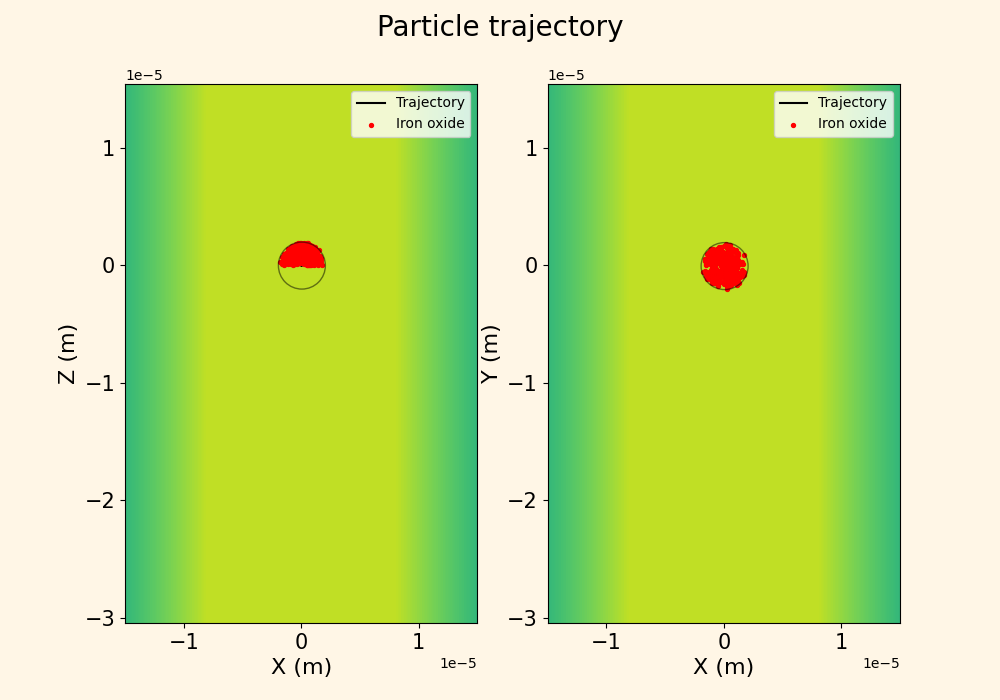 Particle trajectory
1e−5
Trajectory
Iron oxide
1
0
−1
−2
−3
Z (m)
−1 0 1
X (m)
1e−5
1e−5
Trajectory
Iron oxide
1
0
−1
−2
−3
Y (m)
−1 0 1
X (m)
1e−5